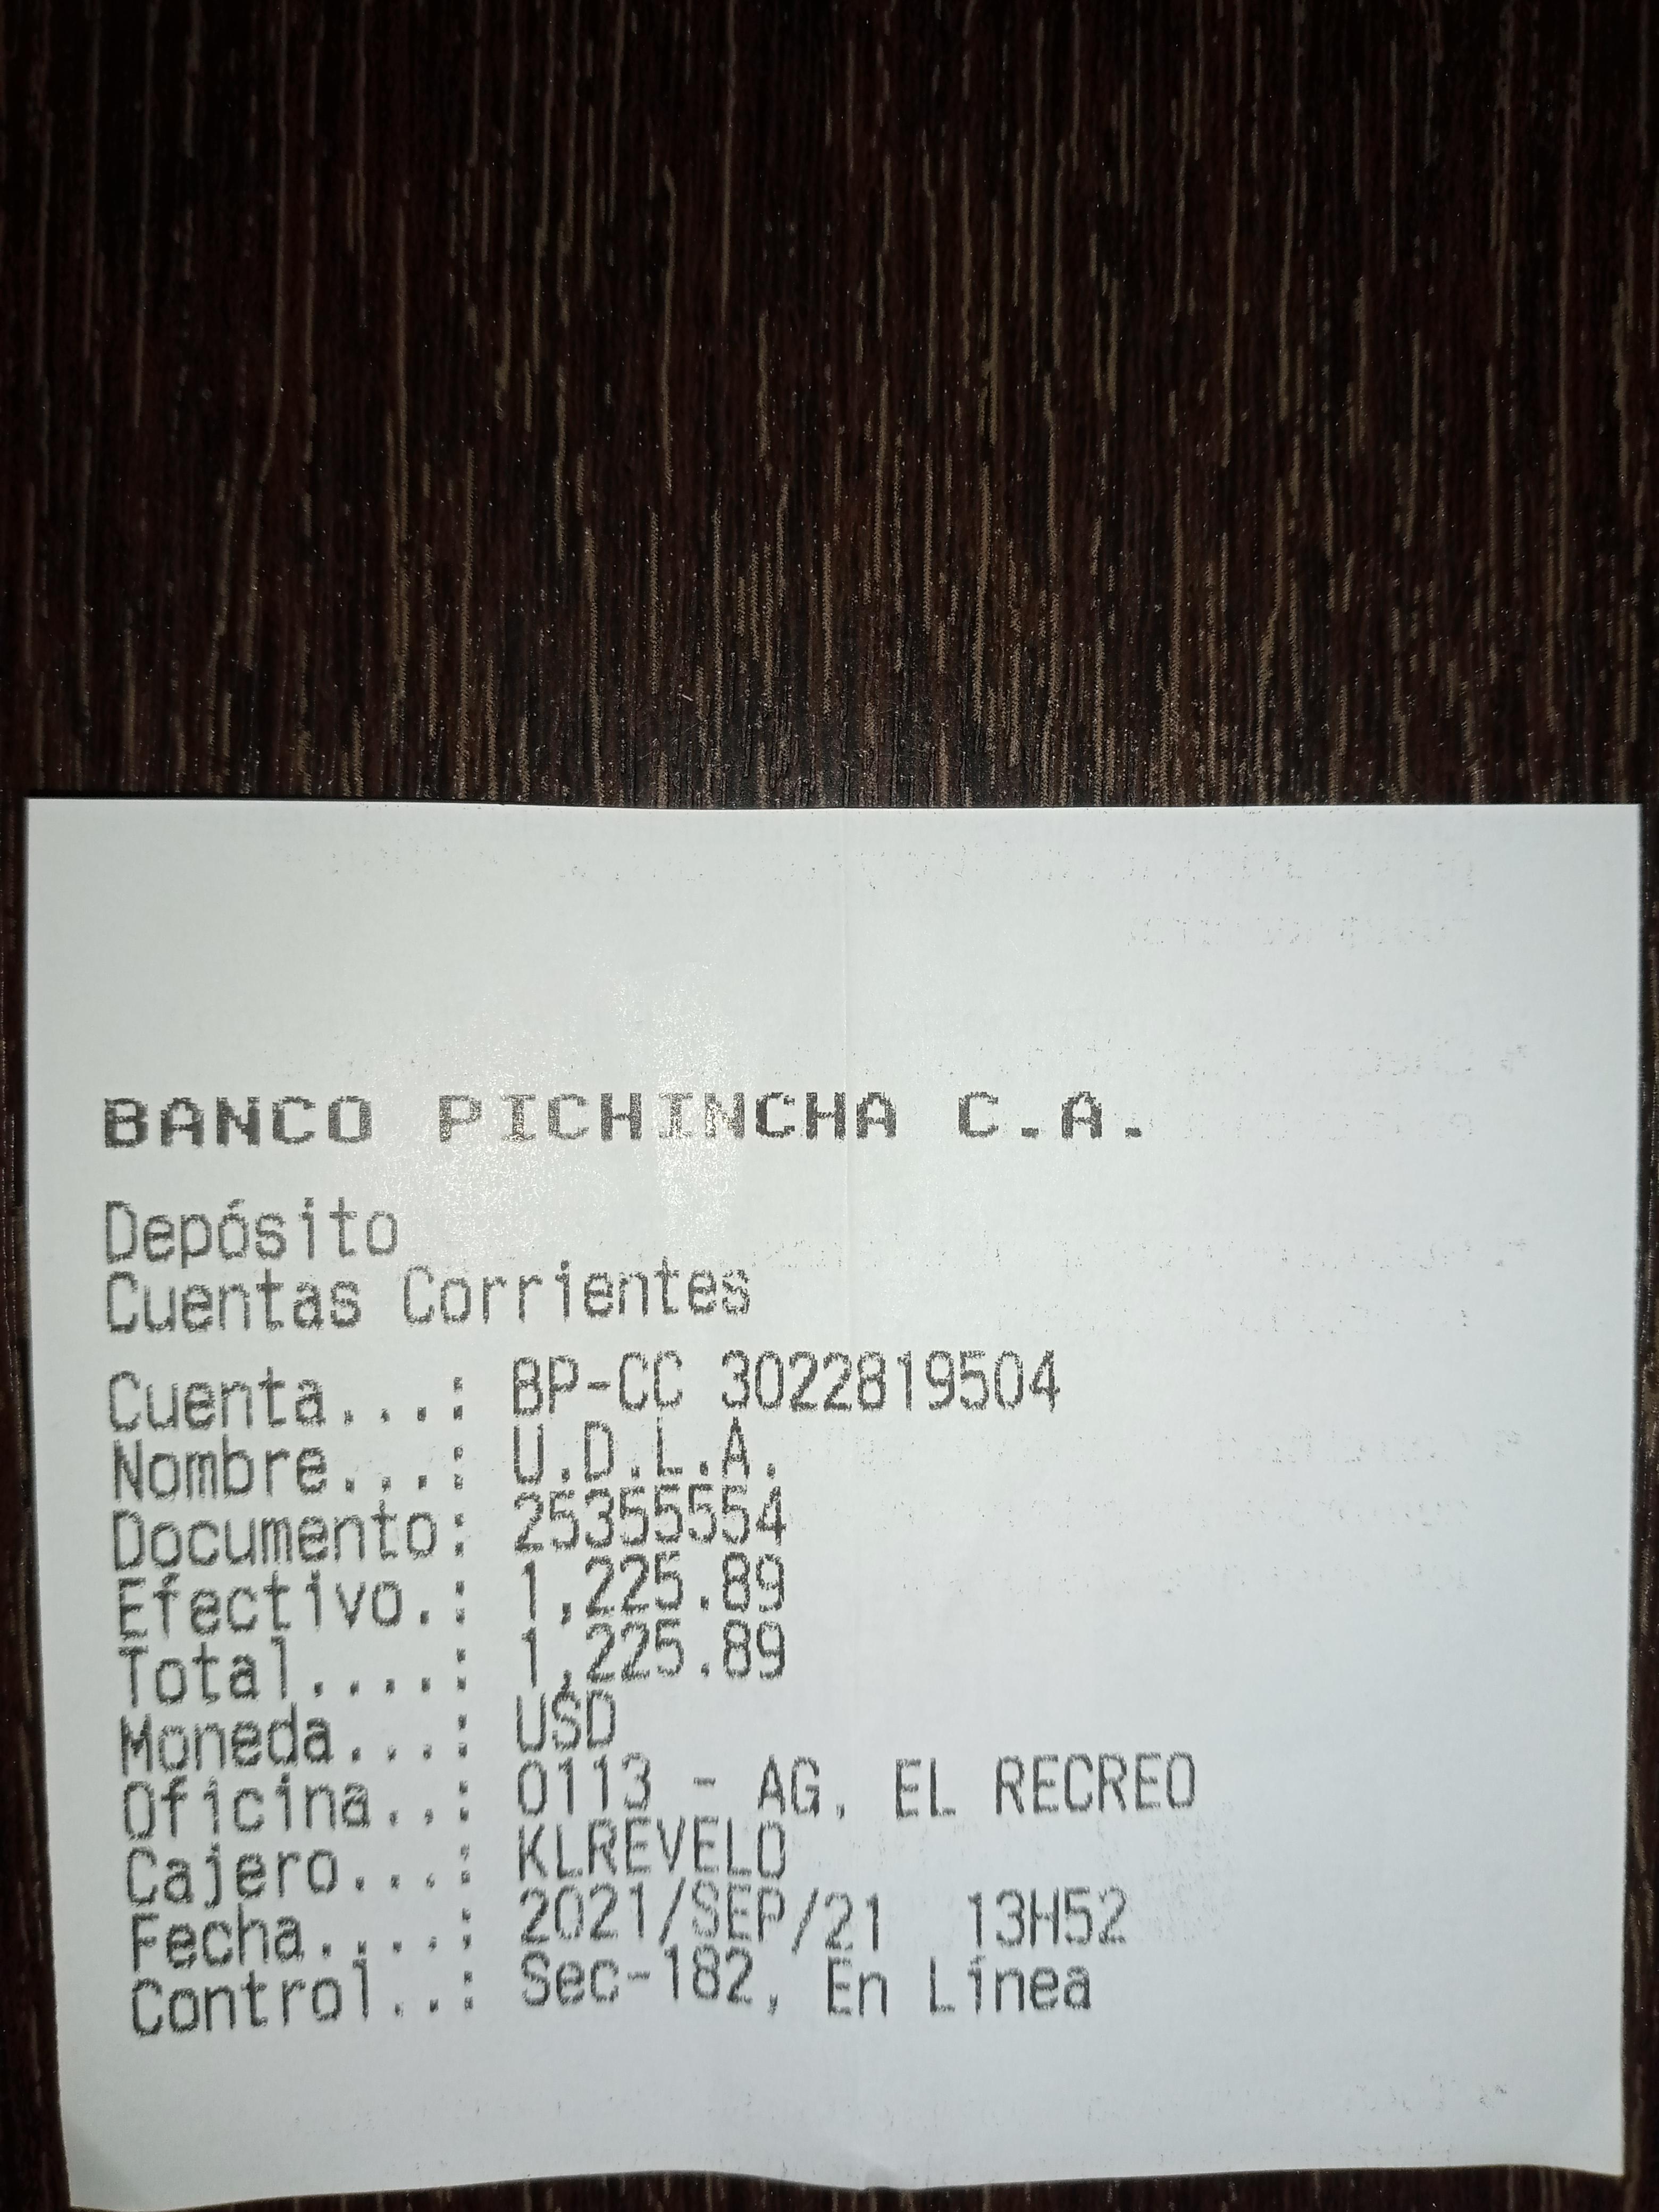 BANCO PICHINCHA C.A.
Depósito
Cuentas Corrientes
Cuenta...: BP-CC 3022819504
Nombre...: U.D.L.A.
Documento: 25355554
Efectivo.: 1,225.89
Total....: 1,225.89
Moneda...: USD
Oficina..: 0113 - AG. EL RECREO
Cajero...: KLREVELO
Fecha....: 2021/SEP/21 13H52
Control..: Sec-182, En Línea